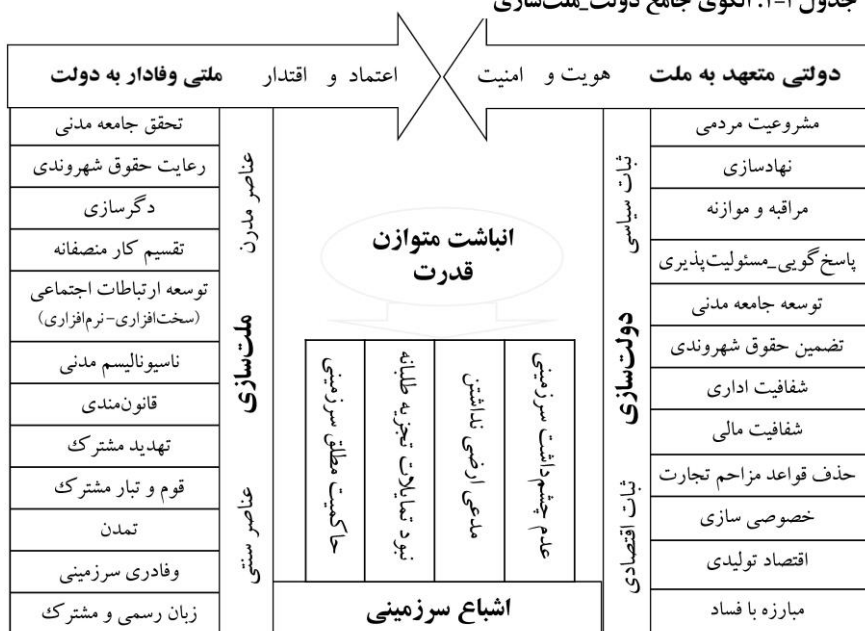 جدول ۱-۲. الگوی جامع دولت_ملت‌سازی
دولتی متعهد به ملت
هویت و امنیت
اعتماد و اقتدار
ملتی وفادار به دولت
ثبات سیاسی
دولت‌سازی
ثبات اقتصادی
مشروعیت مردمی
نهادسازی
مراقبه و موازنه
پاسخ‌گویی_مسئولیت‌پذیری
توسعه جامعه مدنی
تضمین حقوق شهروندی
شفافیت اداری
شفافیت مالی
حذف قواعد مزاحم تجارت
خصوصی سازی
اقتصاد تولیدی
مبارزه با فساد
انباشت متوازن
قدرت
عدم چشم‌داشت سرزمینی
مدعی ارضی نداشتن
نبود تمایلات تجزیه طلبانه
حاکمیت مطلق سرزمینی
اشباع سرزمینی
عناصر مدرن
ملت‌سازی
عناصر سنتی
تحقق جامعه مدنی
رعایت حقوق شهروندی
دگرسازی
تقسیم کار منصفانه
توسعه ارتباطات اجتماعی
(سخت‌افزاری-نرم‌افزاری)
ناسیونالیسم مدنی
قانون‌مندی
تهدید مشترک
قوم و تبار مشترک
تمدن
وفادری سرزمینی
زبان رسمی و مشترک